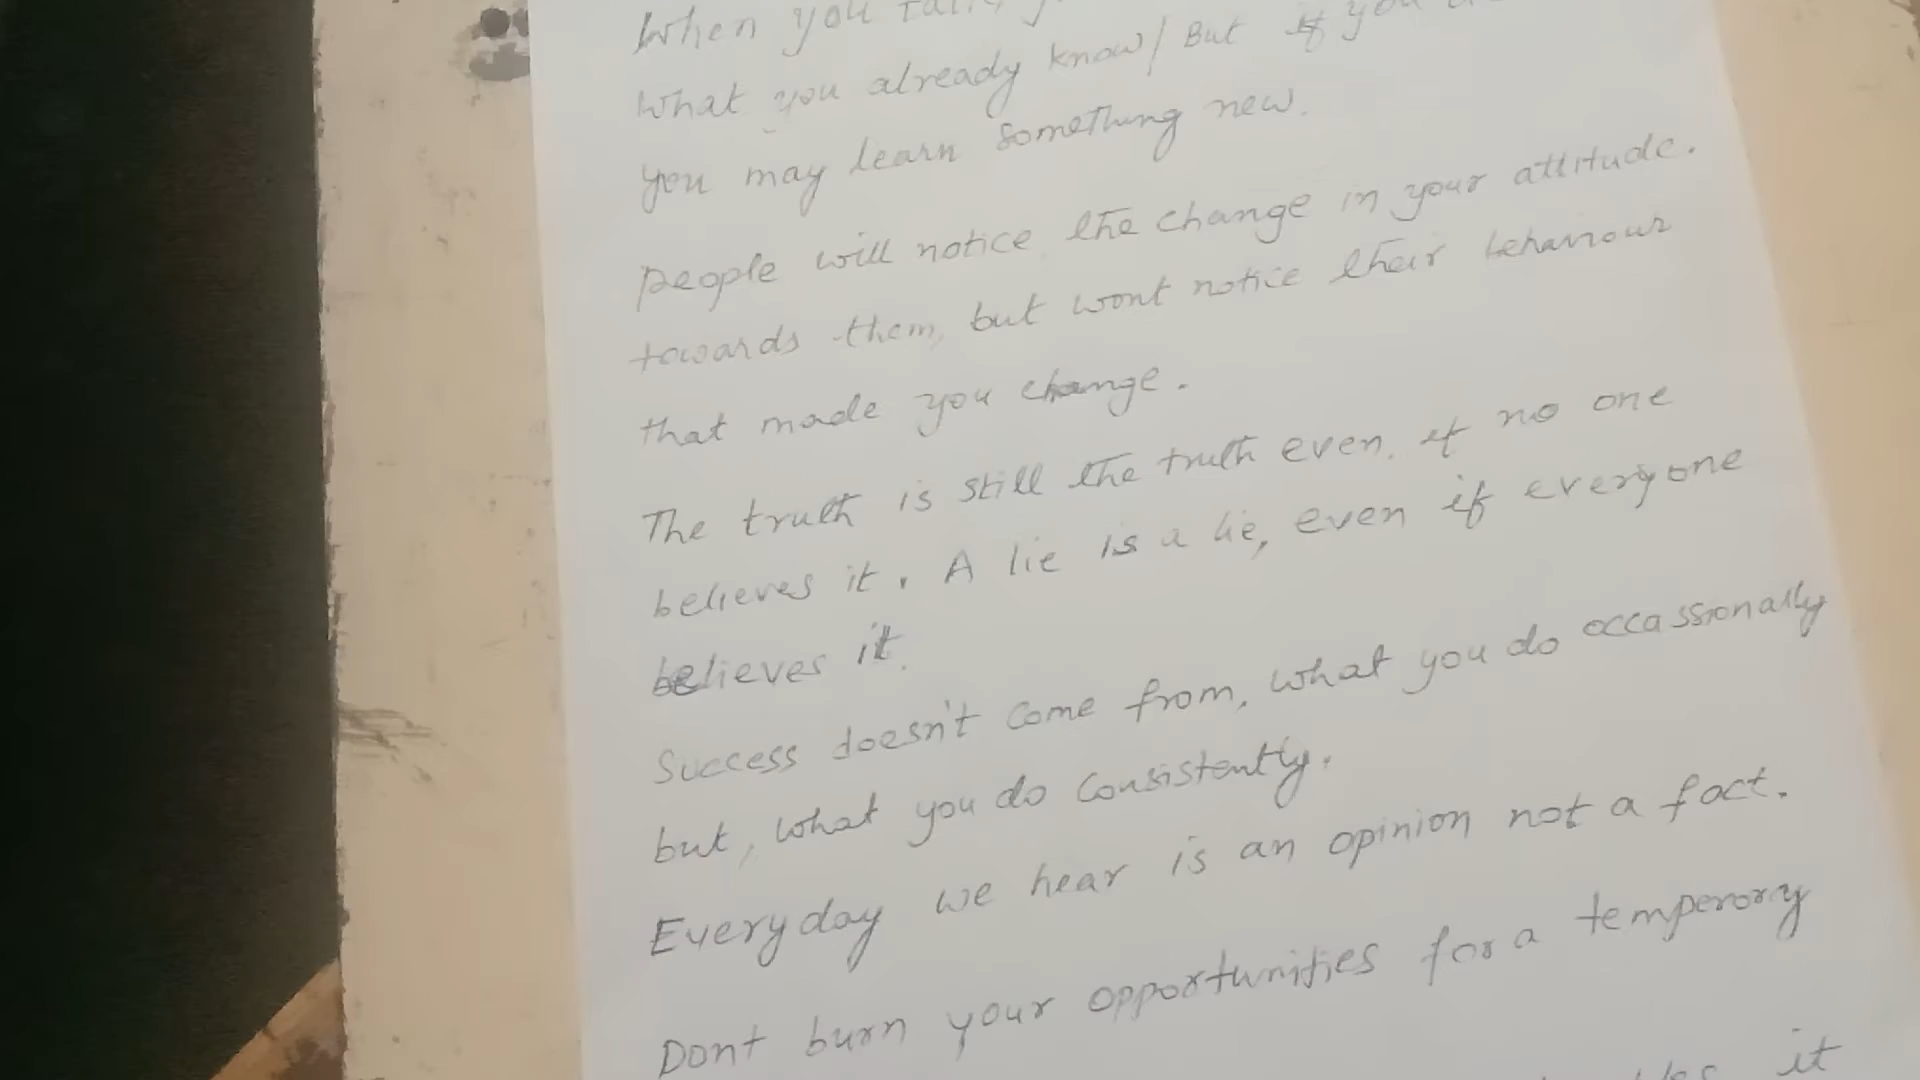 When you
What you already know/ But if you
you may learn something new.
people will notice the change in your attitude.
towards them, but wont notice their behaviour
that made you change.
The truth is still the truth even. if no one
believes it. A lie is a lie, even if everyone
believes it.
Success doesn't come from, what you do occassionally
but, what you do consistently.
Everyday we hear is an opinion not a fact.
Dont burn your opportunities for a temperory
it